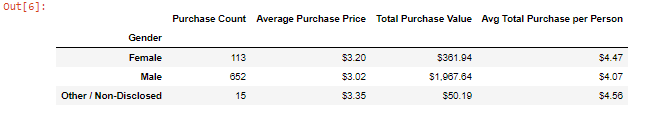 Out[6]:
Purchase Count Average Purchase Price Total Purchase Value Avg Total Purchase per Person
Gender
Female 113 $3.20 $361.94 $4.47
Male 652 $3.02 $1,967.64 $4.07
Other / Non-Disclosed 15 $3.35 $50.19 $4.56